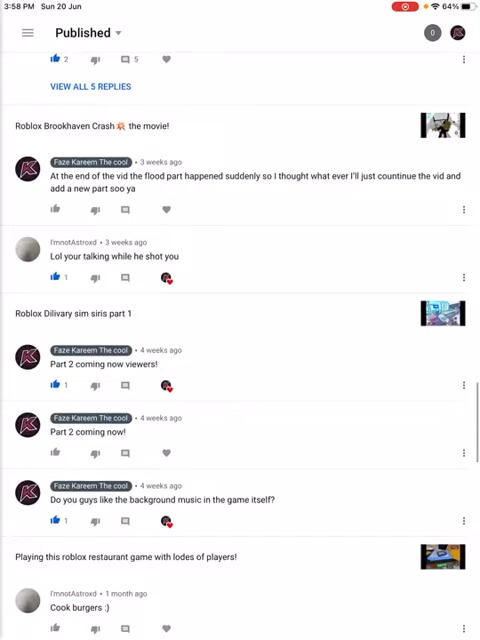 3:58 PM Sun 20 Jun 64%
Published 0
2 5
VIEW ALL 5 REPLIES
Roblox Brookhaven Crash💥 the movie!
Faze Kareem The cool • 3 weeks ago
At the end of the vid the flood part happened suddenly so I thought what ever I'll just countinue the vid and
add a new part soo ya
I'mnotAstroxd • 3 weeks ago
Lol your talking while he shot you
1
Roblox Dilivary sim siris part 1
Faze Kareem The cool • 4 weeks ago
Part 2 coming now viewers!
1
Faze Kareem The cool • 4 weeks ago
Part 2 coming now!
Faze Kareem The cool • 4 weeks ago
Do you guys like the background music in the game itself?
1
Playing this roblox restaurant game with lodes of players!
I'mnotAstroxd • 1 month ago
Cook burgers :)